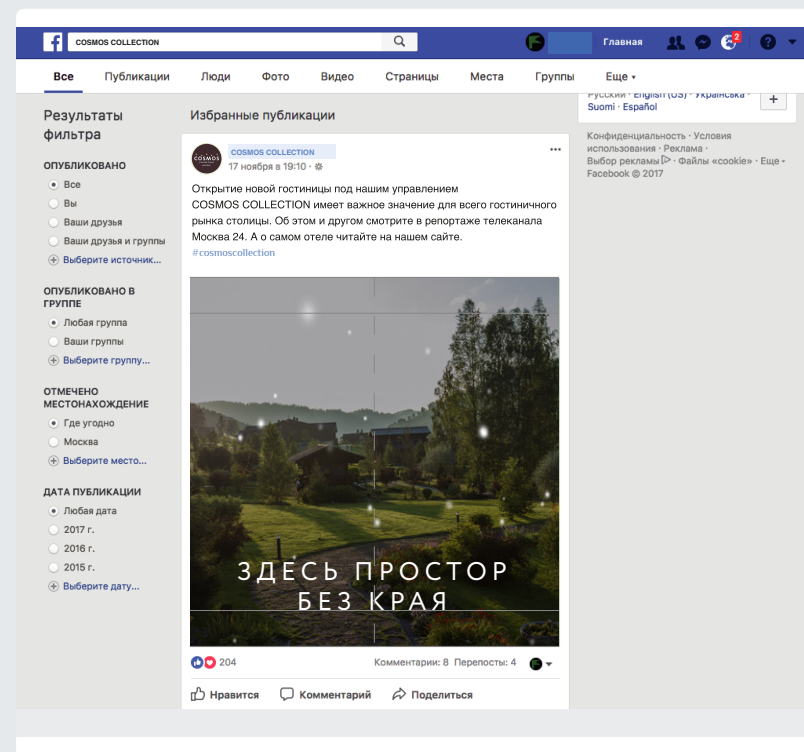 COSMOS COLLECTION
Главная
2
Все Публикации Люди Фото Видео Страницы Места Группы Еще
Результаты
фильтра
ОПУБЛИКОВАНО
Все
Вы
Ваши друзья
Ваши друзья и группы
Выберите источник...
ОПУБЛИКОВАНО В
ГРУППЕ
Любая группа
Ваши группы
Выберите группу...
ОТМЕЧЕНО
МЕСТОНАХОЖДЕНИЕ
Где угодно
Москва
Выберите место...
ДАТА ПУБЛИКАЦИИ
Любая дата
2017 г.
2016 г.
2015 г.
Выберите дату...
Избранные публикации
COSMOS
COSMOS COLLECTION
17 ноября в 19:10 ·
Открытие новой гостиницы под нашим управлением
COSMOS COLLECTION имеет важное значение для всего гостиничного
рынка столицы. Об этом и другом смотрите в репортаже телеканала
Москва 24. А о самом отеле читайте на нашем сайте.
#cosmoscollection
ЗДЕСЬ ПРОСТОР
БЕЗ КРАЯ
204
Комментарии: 8 Перепосты: 4
Нравится Комментарий Поделиться
Русский · English (US) · Українська ·
Suomi · Español
Конфиденциальность · Условия
использования · Реклама ·
Выбор рекламы · Файлы «cookie» · Еще
Facebook © 2017